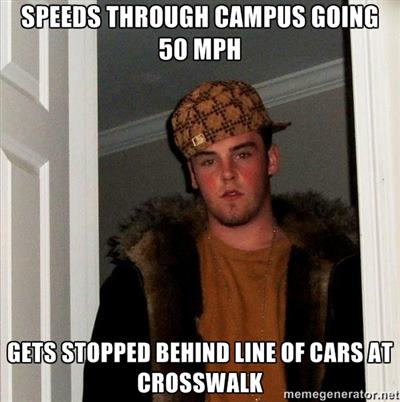 SPEEDS THROUGH CAMPUS GOING
50 MPH
GETS STOPPED BEHIND LINE OF CARS AT
CROSSWALK
memegenerator.net